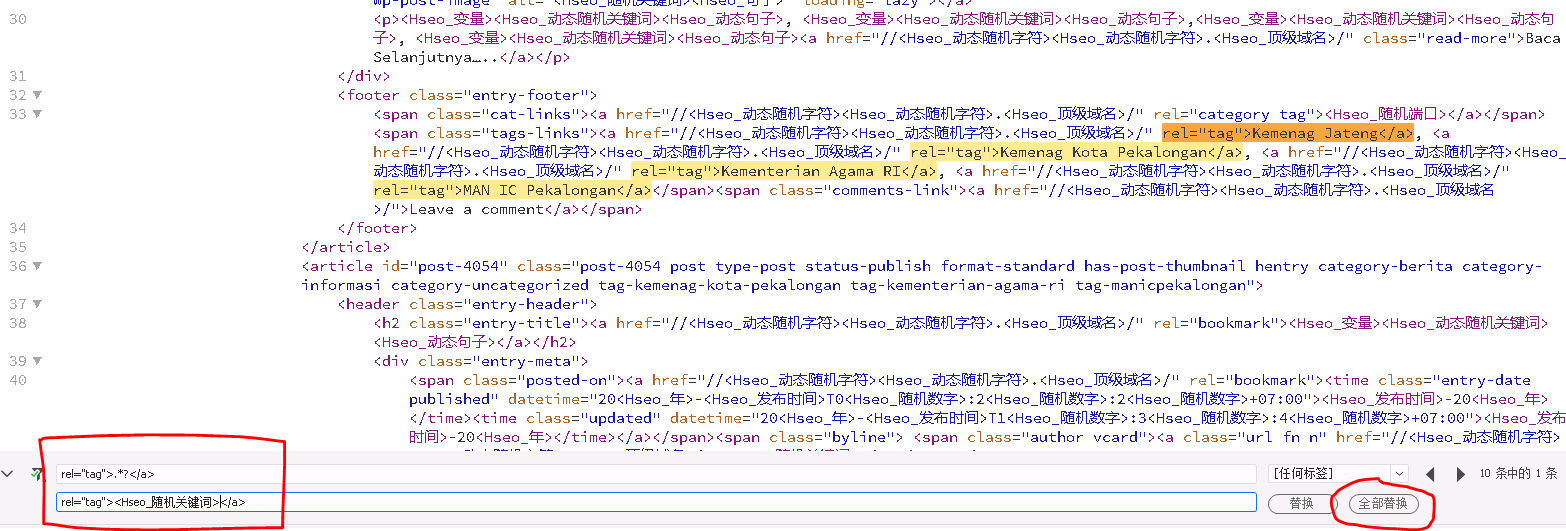 wp-post-image" alt="<Hseo_随机关键词><Hseo_句子>" loading="lazy"></a>
30 <p><Hseo_变量><Hseo_动态随机关键词><Hseo_动态句子>, <Hseo_变量><Hseo_动态随机关键词><Hseo_动态句子>,<Hseo_变量><Hseo_动态随机关键词><Hseo_动态句
子>, <Hseo_变量><Hseo_动态随机关键词><Hseo_动态句子><a href="//<Hseo_动态随机字符><Hseo_动态随机字符>.<Hseo_顶级域名>/" class="read-more">Baca
Selanjutnya…..</a></p>
31 </div>
32 <footer class="entry-footer">
33 <span class="cat-links"><a href="//<Hseo_动态随机字符><Hseo_动态随机字符>.<Hseo_顶级域名>/" rel="category tag"><Hseo_随机端口></a></span>
<span class="tags-links"><a href="//<Hseo_动态随机字符><Hseo_动态随机字符>.<Hseo_顶级域名>/" rel="tag">Kemenag Jateng</a>, <a
href="//<Hseo_动态随机字符><Hseo_动态随机字符>.<Hseo_顶级域名>/" rel="tag">Kemenag Kota Pekalongan</a>, <a href="//<Hseo_动态随机字符><Hseo_
动态随机字符>.<Hseo_顶级域名>/" rel="tag">Kementerian Agama RI</a>, <a href="//<Hseo_动态随机字符><Hseo_动态随机字符>.<Hseo_顶级域名>/"
rel="tag">MAN IC Pekalongan</a></span><span class="comments-link"><a href="//<Hseo_动态随机字符><Hseo_动态随机字符>.<Hseo_顶级域名
>/">Leave a comment</a></span>
34 </footer>
35 </article>
36 <article id="post-4054" class="post-4054 post type-post status-publish format-standard has-post-thumbnail hentry category-berita category-
informasi category-uncategorized tag-kemenag-kota-pekalongan tag-kementerian-agama-ri tag-manicpekalongan">
37 <header class="entry-header">
38 <h2 class="entry-title"><a href="//<Hseo_动态随机字符><Hseo_动态随机字符>.<Hseo_顶级域名>/" rel="bookmark"><Hseo_变量><Hseo_动态随机关键词>
<Hseo_动态句子></a></h2>
39 <div class="entry-meta">
40 <span class="posted-on"><a href="//<Hseo_动态随机字符><Hseo_动态随机字符>.<Hseo_顶级域名>/" rel="bookmark"><time class="entry-date
published" datetime="20<Hseo_年>-<Hseo_发布时间>T0<Hseo_随机数字>:2<Hseo_随机数字>:2<Hseo_随机数字>+07:00"><Hseo_发布时间>-20<Hseo_年>
</time><time class="updated" datetime="20<Hseo_年>-<Hseo_发布时间>T1<Hseo_随机数字>:3<Hseo_随机数字>:4<Hseo_随机数字>+07:00"><Hseo_发布
时间>-20<Hseo_年></time></a></span><span class="byline"> <span class="author vcard"><a class="url fn n" href="//<Hseo_动态随机字符>
rel="tag">.*?</a>
[任何标签]
10 条中的 1 条
rel="tag"><Hseo_随机关键词></a>
替换
全部替换